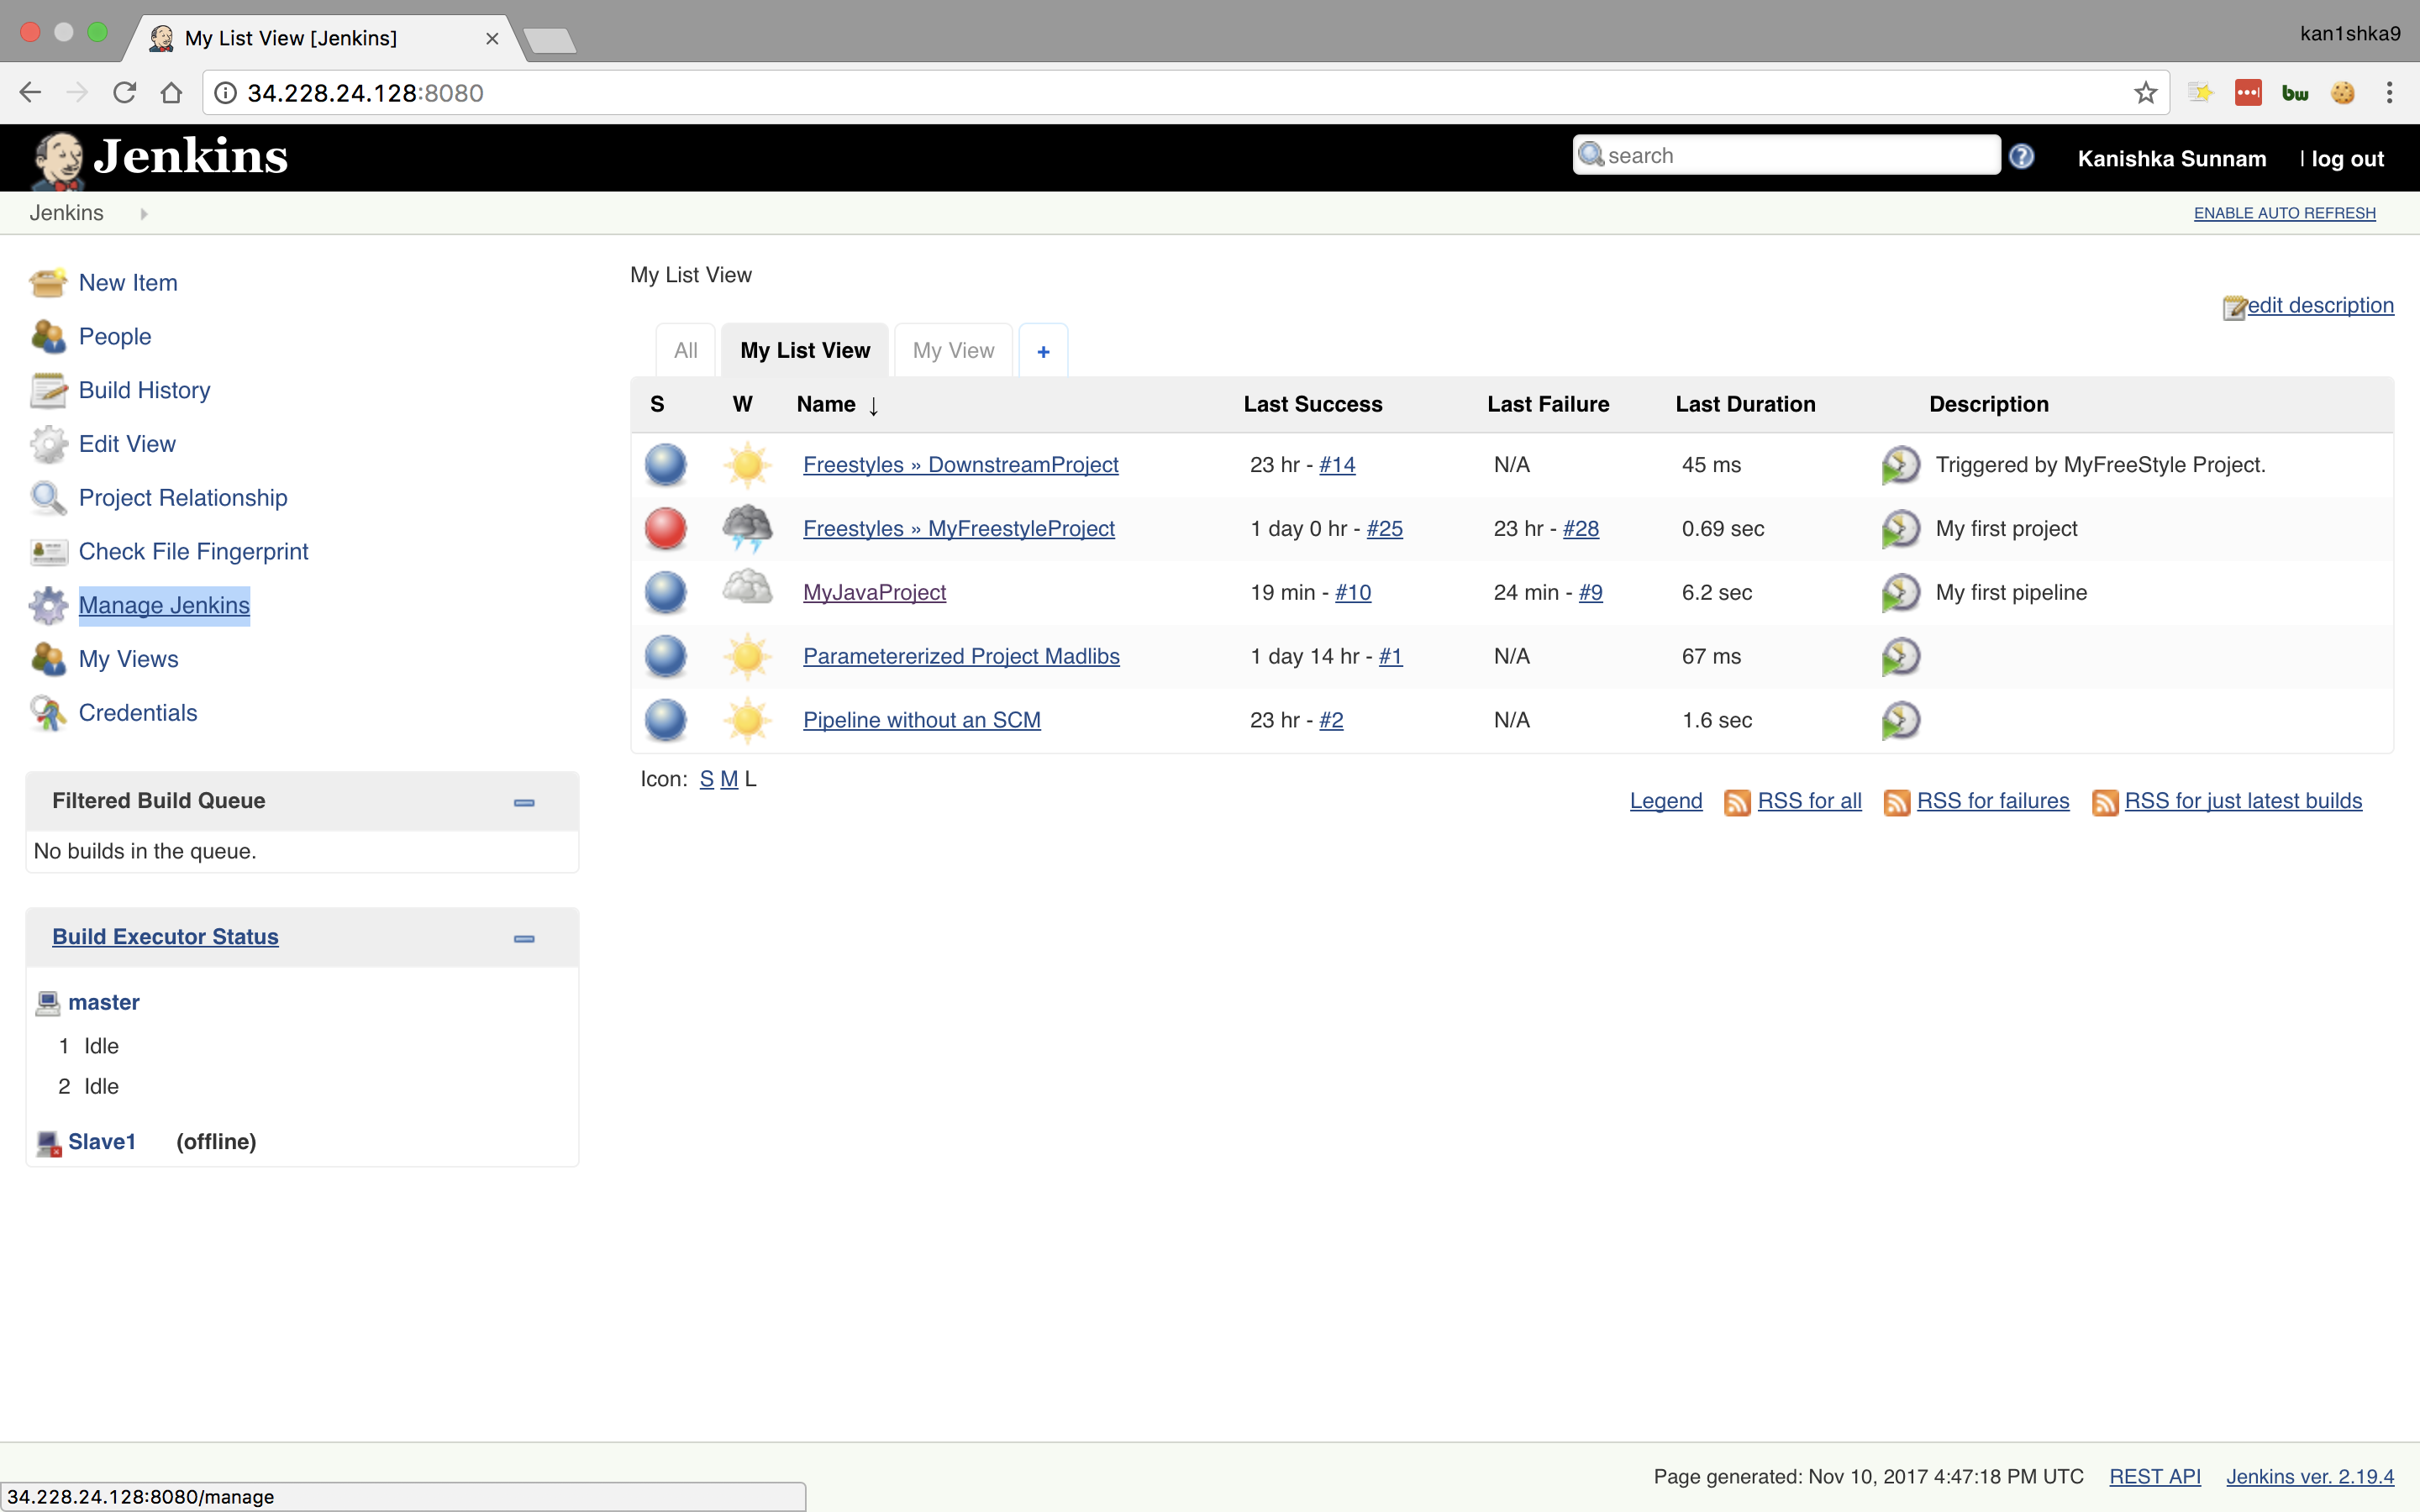 My List View [Jenkins]
kan1shka9
34.228.24.128:8080
Jenkins
search
Kanishka Sunnam | log out
Jenkins
ENABLE AUTO REFRESH
New Item
People
Build History
Edit View
Project Relationship
Check File Fingerprint
Manage Jenkins
My Views
Credentials
Filtered Build Queue
No builds in the queue.
Build Executor Status
master
1 Idle
2 Idle
Slave1 (offline)
My List View
edit description
All My List View My View +
S W Name ↓ Last Success Last Failure Last Duration Description
Freestyles » DownstreamProject 23 hr - #14 N/A 45 ms Triggered by MyFreeStyle Project.
Freestyles » MyFreestyleProject 1 day 0 hr - #25 23 hr - #28 0.69 sec My first project
MyJavaProject 19 min - #10 24 min - #9 6.2 sec My first pipeline
Parametererized Project Madlibs 1 day 14 hr - #1 N/A 67 ms
Pipeline without an SCM 23 hr - #2 N/A 1.6 sec
Icon: S M L
Legend RSS for all RSS for failures RSS for just latest builds
Page generated: Nov 10, 2017 4:47:18 PM UTC REST API Jenkins ver. 2.19.4
34.228.24.128:8080/manage